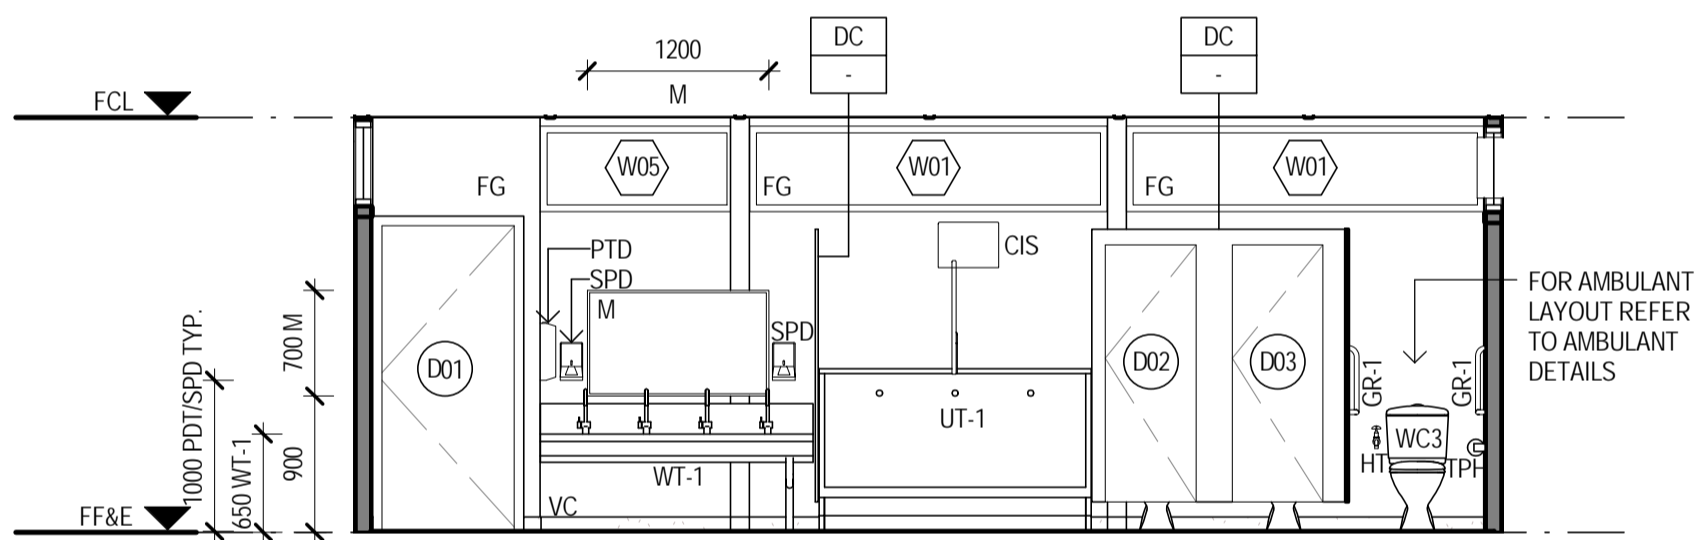 DC
-
DC
-
1200
M
FCL
W05
W01
W01
FG
FG
FG
PTD
SPD
M
SPD
CIS
FOR AMBULANT
LAYOUT REFER
TO AMBULANT
DETAILS
700 M
1000 PDT/SPD TYP.
650 WT-1
900
D01
D02
D03
GR-1
GR-1
UT-1
WC3
HT
TPH
WT-1
VC
FF&E